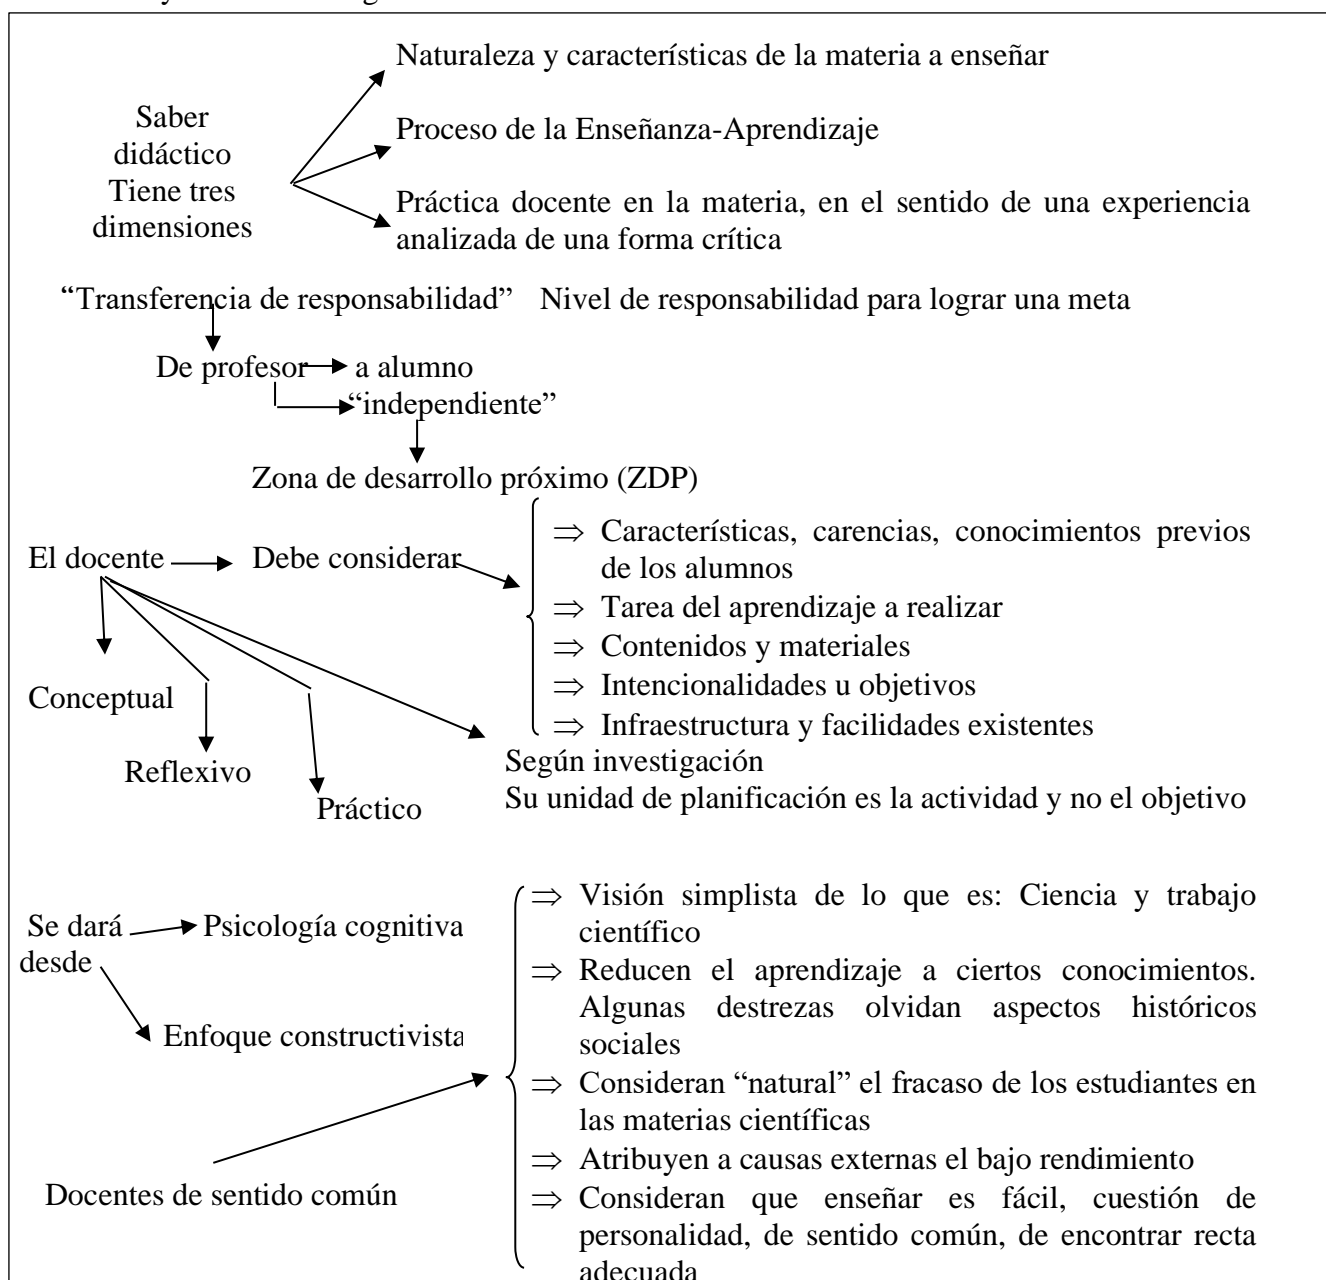 Naturaleza y características de la materia a enseñar
Saber
didáctico
Tiene tres
dimensiones
Proceso de la Enseñanza-Aprendizaje
Práctica docente en la materia, en el sentido de una experiencia
analizada de una forma crítica
“Transferencia de responsabilidad” Nivel de responsabilidad para lograr una meta
De profesor a alumno
“independiente”
Zona de desarrollo próximo (ZDP)
El docente Debe considerar
⇒ Características, carencias, conocimientos previos
de los alumnos
⇒ Tarea del aprendizaje a realizar
⇒ Contenidos y materiales
⇒ Intencionalidades u objetivos
⇒ Infraestructura y facilidades existentes
Conceptual
Reflexivo
Práctico
Según investigación
Su unidad de planificación es la actividad y no el objetivo
Se dará
desde
Psicología cognitiva
Enfoque constructivista
Docentes de sentido común
⇒ Visión simplista de lo que es: Ciencia y trabajo
científico
⇒ Reducen el aprendizaje a ciertos conocimientos.
Algunas destrezas olvidan aspectos históricos
sociales
⇒ Consideran “natural” el fracaso de los estudiantes en
las materias científicas
⇒ Atribuyen a causas externas el bajo rendimiento
⇒ Consideran que enseñar es fácil, cuestión de
personalidad, de sentido común, de encontrar recta
adecuada